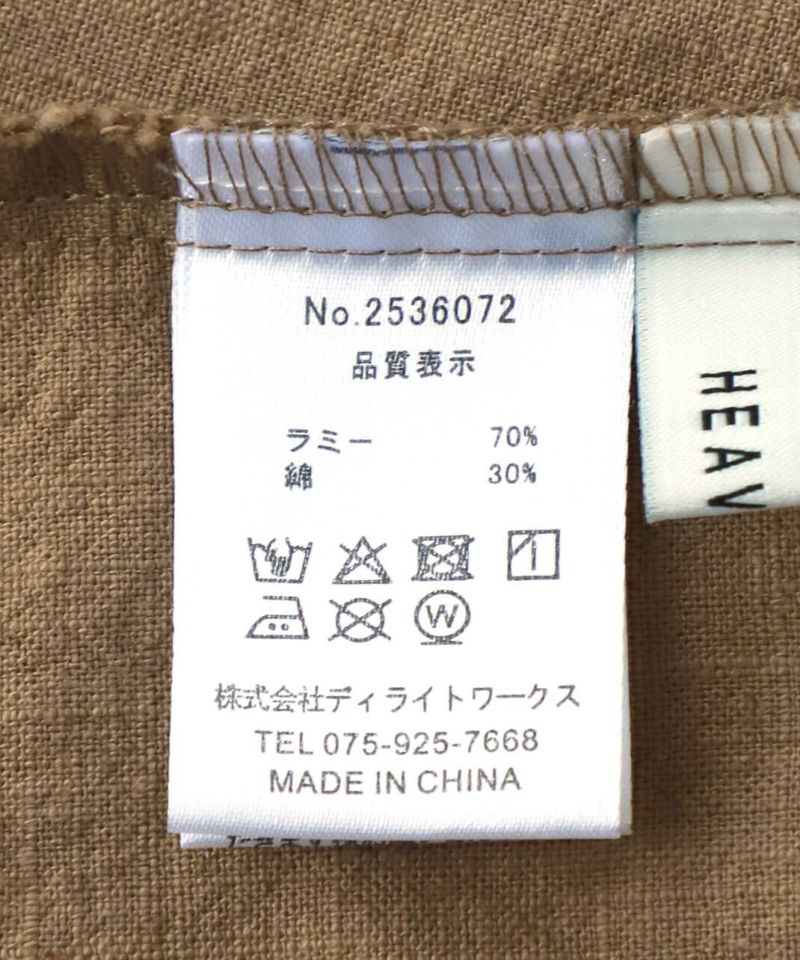 No.2536072
品質表示
ラミー 70%
綿 30%
W
株式会社ディライトワークス
TEL 075-925-7668
MADE IN CHINA
HEAV